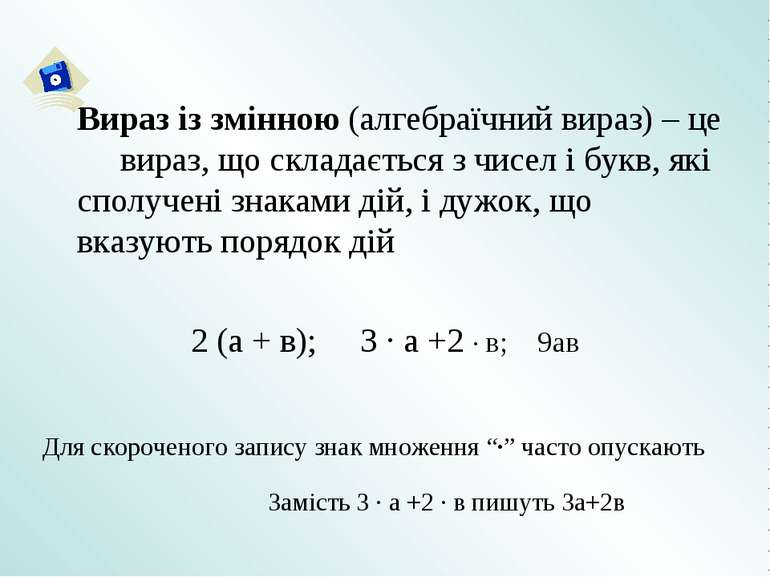 Вираз із змінною (алгебраїчний вираз) – це
вираз, що складається з чисел і букв, які
сполучені знаками дій, і дужок, що
вказують порядок дій
2 (а + в); 3 · а +2 · в; 9ав
Для скороченого запису знак множення “·” часто опускають
Замість 3 · а +2 · в пишуть 3а+2в